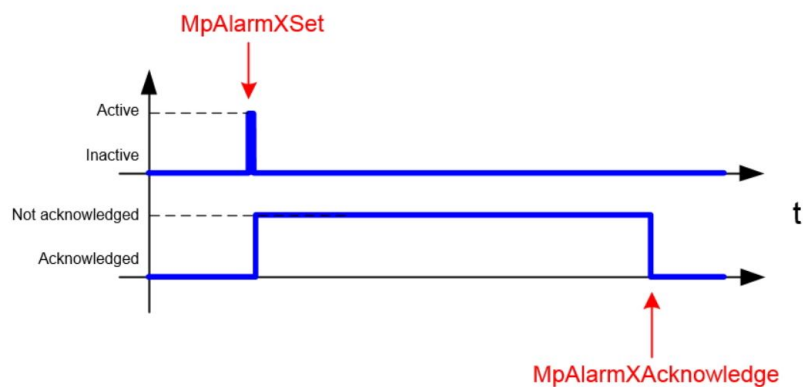 MpAlarmXSet
Active
Inactive
Not acknowledged
t
Acknowledged
MpAlarmXAcknowledge